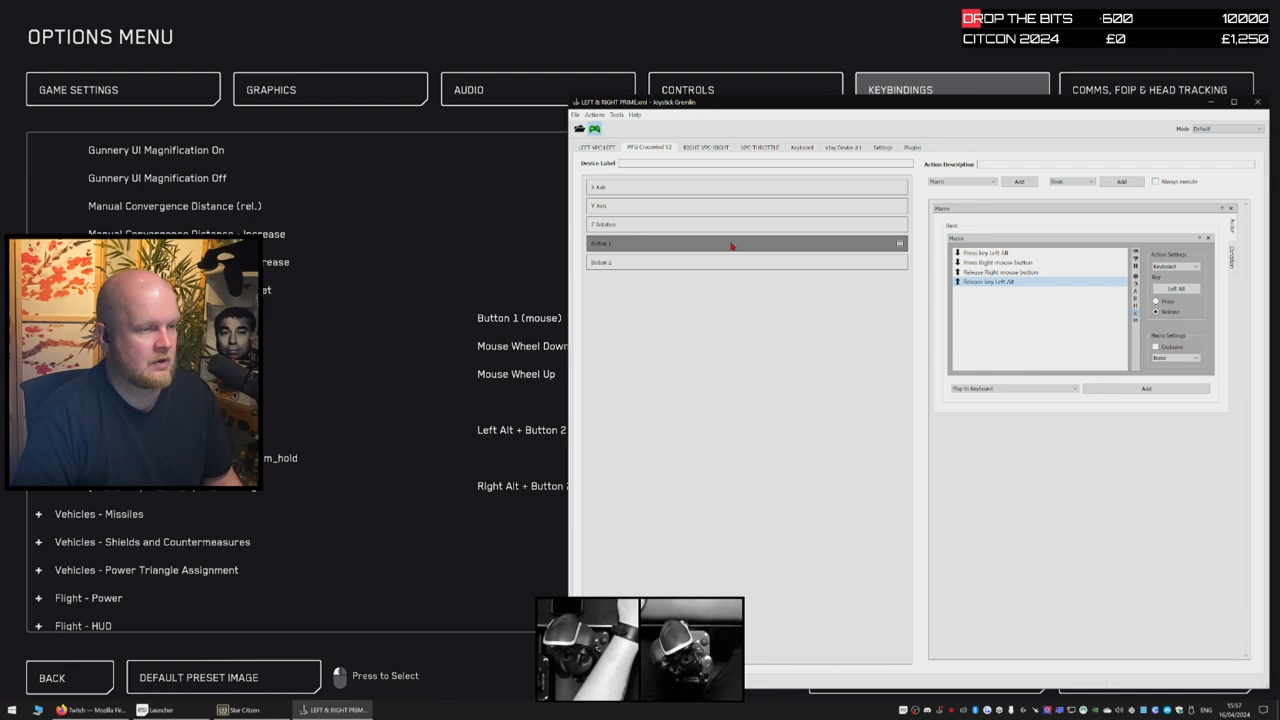 OPTIONS MENU
DROP THE BITS 600 10000
CITCON 2024 £0 £1,250
GAME SETTINGS
GRAPHICS
AUDIO
CONTROLS
KEYBINDINGS
COMMS, FOIP & HEAD TRACKING
Gunnery UI Magnification On
Gunnery UI Magnification Off
Manual Convergence Distance (rel.)
Manual Convergence Distance - Increase
crease
et
Button 1 (mouse)
Mouse Wheel Down
Mouse Wheel Up
Left Alt + Button 2
m_hold
Right Alt + Button
+ Vehicles - Missiles
+ Vehicles - Shields and Countermeasures
+ Vehicles - Power Triangle Assignment
+ Flight - Power
+ Flight - HUD
BACK
DEFAULT PRESET IMAGE
Press to Select
LEFT & RIGHT PRIME.xml - Joystick Gremlin
File Actions Tools Help
Mode Default
LEFT VPC-LEFT
MFG Crosswind V2
RIGHT VPC-RIGHT
VPC-THROTTLE
Keyboard
vJoy Device #1
Settings
Plugins
Device Label
Action Description
Macro Add Basic Add Always execute
X Axis
Y Axis
Z Rotation
Button 1
Button 2
Macro ? ×
Basic
Macro ? ×
Press key Left Alt
Press Right mouse button
Release Right mouse button
Release key Left Alt
Action Settings
Keyboard
Key
Left Alt
Press
Release
Macro Settings
Exclusive
None
Map to Keyboard Add
Action
Condition
Twitch — Mozilla Fire...
Launcher
Star Citizen
LEFT & RIGHT PRIM...
ENG
15:57
16/04/2024